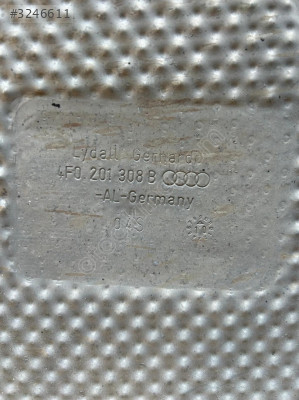 #3246611
Lydall Gerhardi
4F0 201 308 B
-AL-Germany